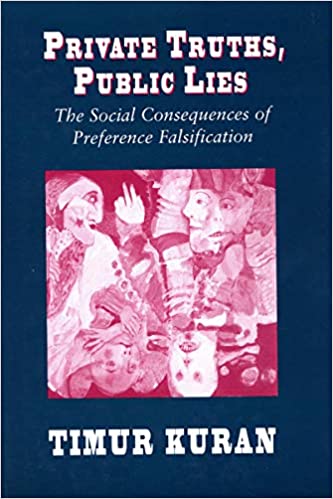 PRIVATE TRUTHS,
PUBLIC LIES
The Social Consequences of
Preference Falsification
TIMUR KURAN